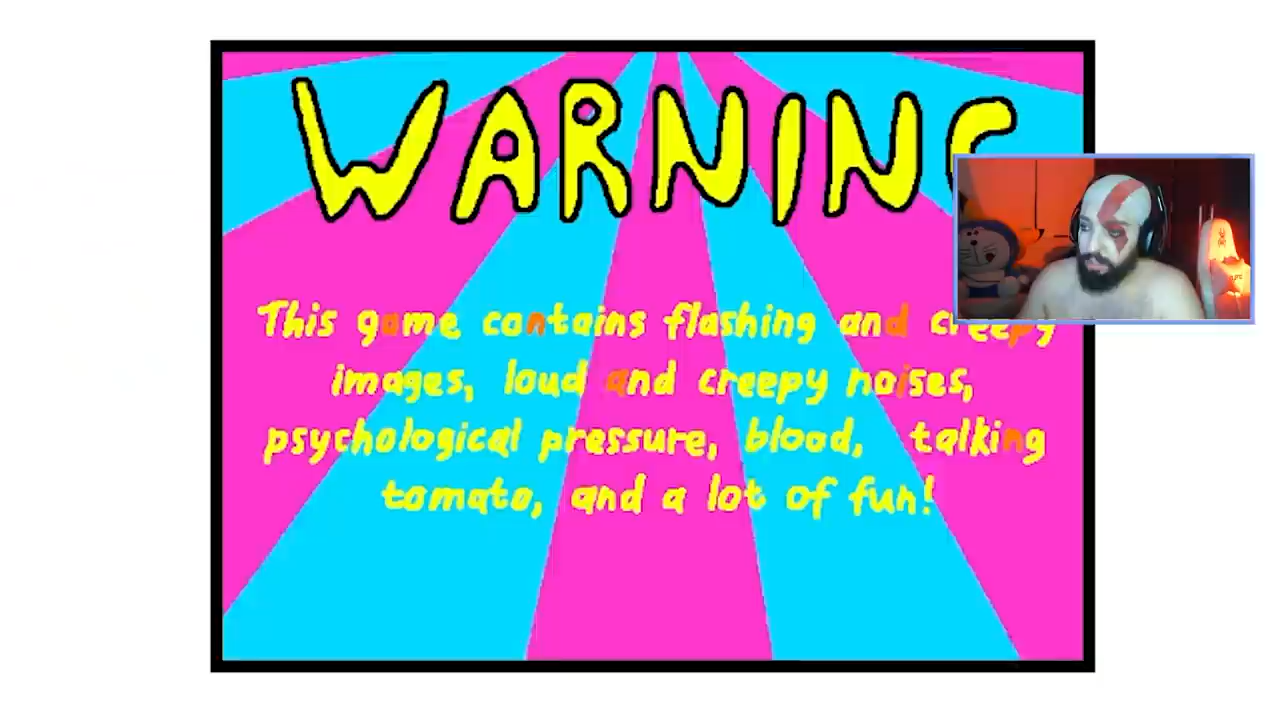 WARNING
This game contains flashing and creepy
images, loud and creepy noises,
psychological pressure, blood, talking
tomato, and a lot of fun!